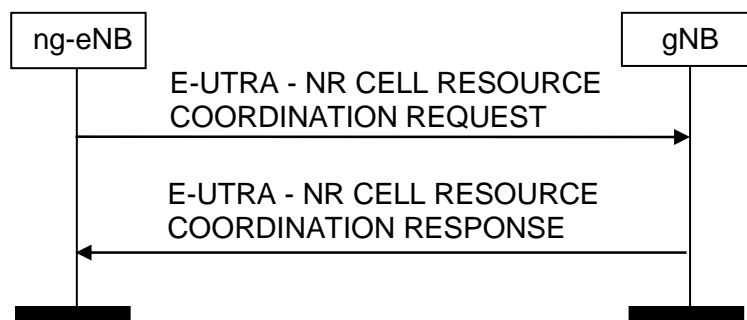 ng-eNB
gNB
E-UTRA - NR CELL RESOURCE
COORDINATION REQUEST
E-UTRA - NR CELL RESOURCE
COORDINATION RESPONSE